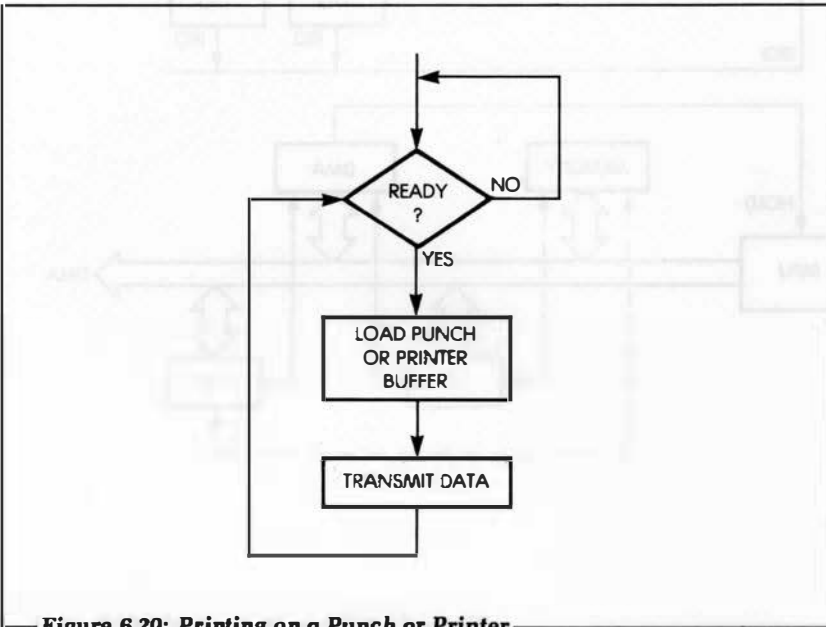 READY
?
NO
YES
LOAD PUNCH
OR PRINTER
BUFFER
TRANSMIT DATA
Figure 6.20: Printing on a Punch or Printer